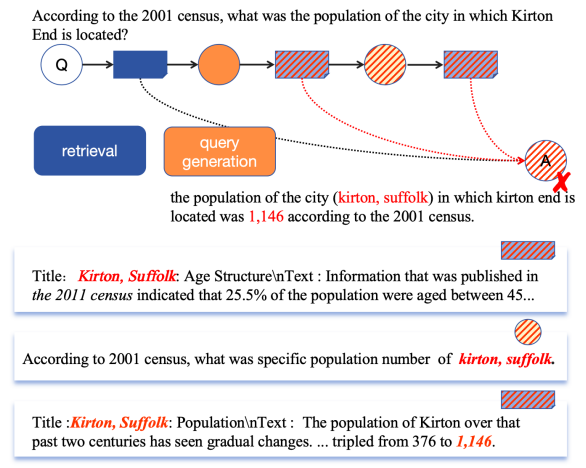 According to the 2001 census, what was the population of the city in which Kirton
End is located?
Q
retrieval
query
generation
A
the population of the city (kirton, suffolk) in which kirton end is
located was 1,146 according to the 2001 census.
Title: Kirton, Suffolk: Age Structure\nText : Information that was published in
the 2011 census indicated that 25.5% of the population were aged between 45...
According to 2001 census, what was specific population number of kirton, suffolk.
Title :Kirton, Suffolk: Population\nText : The population of Kirton over that
past two centuries has seen gradual changes. ... tripled from 376 to 1,146.